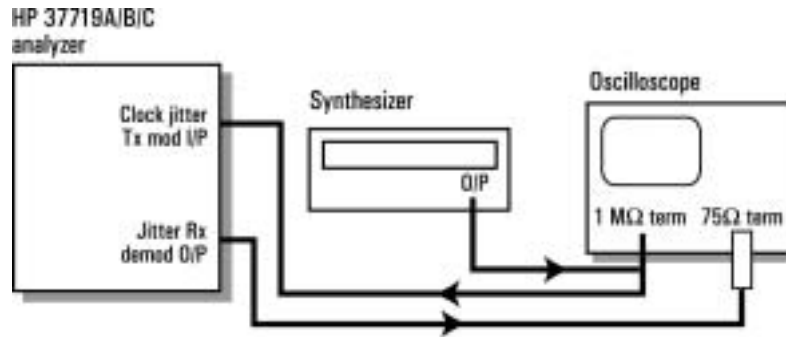 HP 37719A/B/C
analyzer
Clock jitter
Tx mod I/P
Jitter Rx
demod O/P
Synthesizer
O/P
Oscilloscope
1 MΩ term 75Ω term